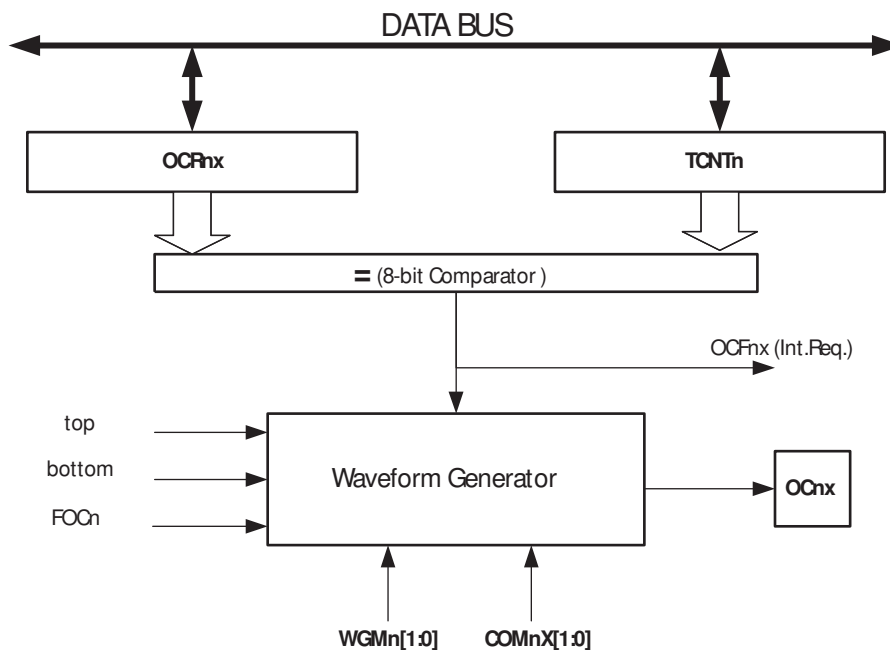 DATA BUS
OCRnx
TCNTn
= (8-bit Comparator )
OCFnx (Int.Req.)
top
bottom
FOCn
Waveform Generator
OCnx
WGMn[1:0]
COMnX[1:0]